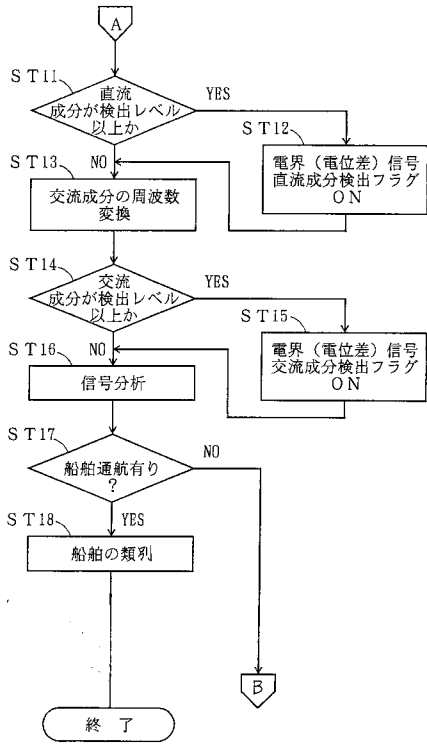 A
ST11
直流
成分が検出レベル
以上か
YES
NO
ST12
電界（電位差）信号
直流成分検出フラグ
ON
ST13
交流成分の周波数
変換
ST14
交流
成分が検出レベル
以上か
YES
NO
ST15
電界（電位差）信号
交流成分検出フラグ
ON
ST16
信号分析
ST17
船舶通航有り
?
NO
YES
ST18
船舶の類別
B
終了